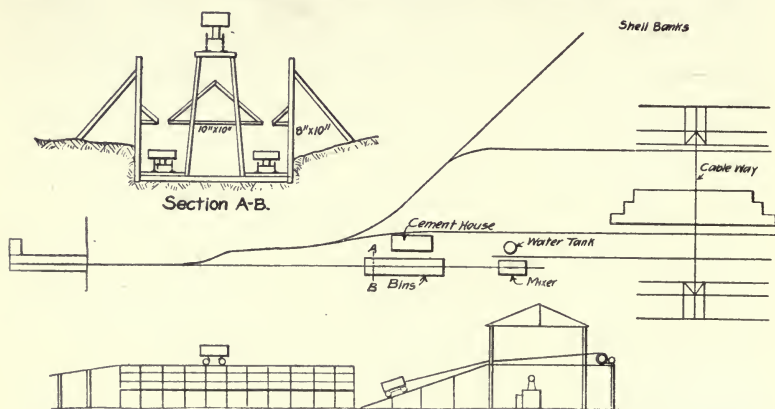 Shell Banks
10"x10"
8"x10"
Section A-B.
Cable Way
Cement House
Water Tank
A
B
Bins
Mixer